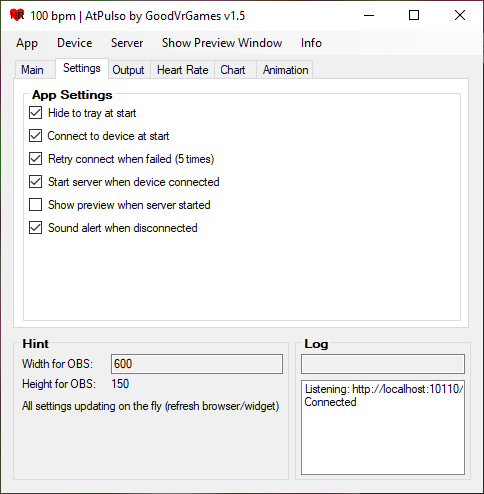 100 bpm | AtPulso by GoodVrGames v1.5
App Device Server Show Preview Window Info
Main Settings Output Heart Rate Chart Animation
App Settings
Hide to tray at start
Connect to device at start
Retry connect when failed (5 times)
Start server when device connected
Show preview when server started
Sound alert when disconnected
Hint
Width for OBS: 600
Height for OBS: 150
All settings updating on the fly (refresh browser/widget)
Log
Listening: http://localhost:10110/
Connected